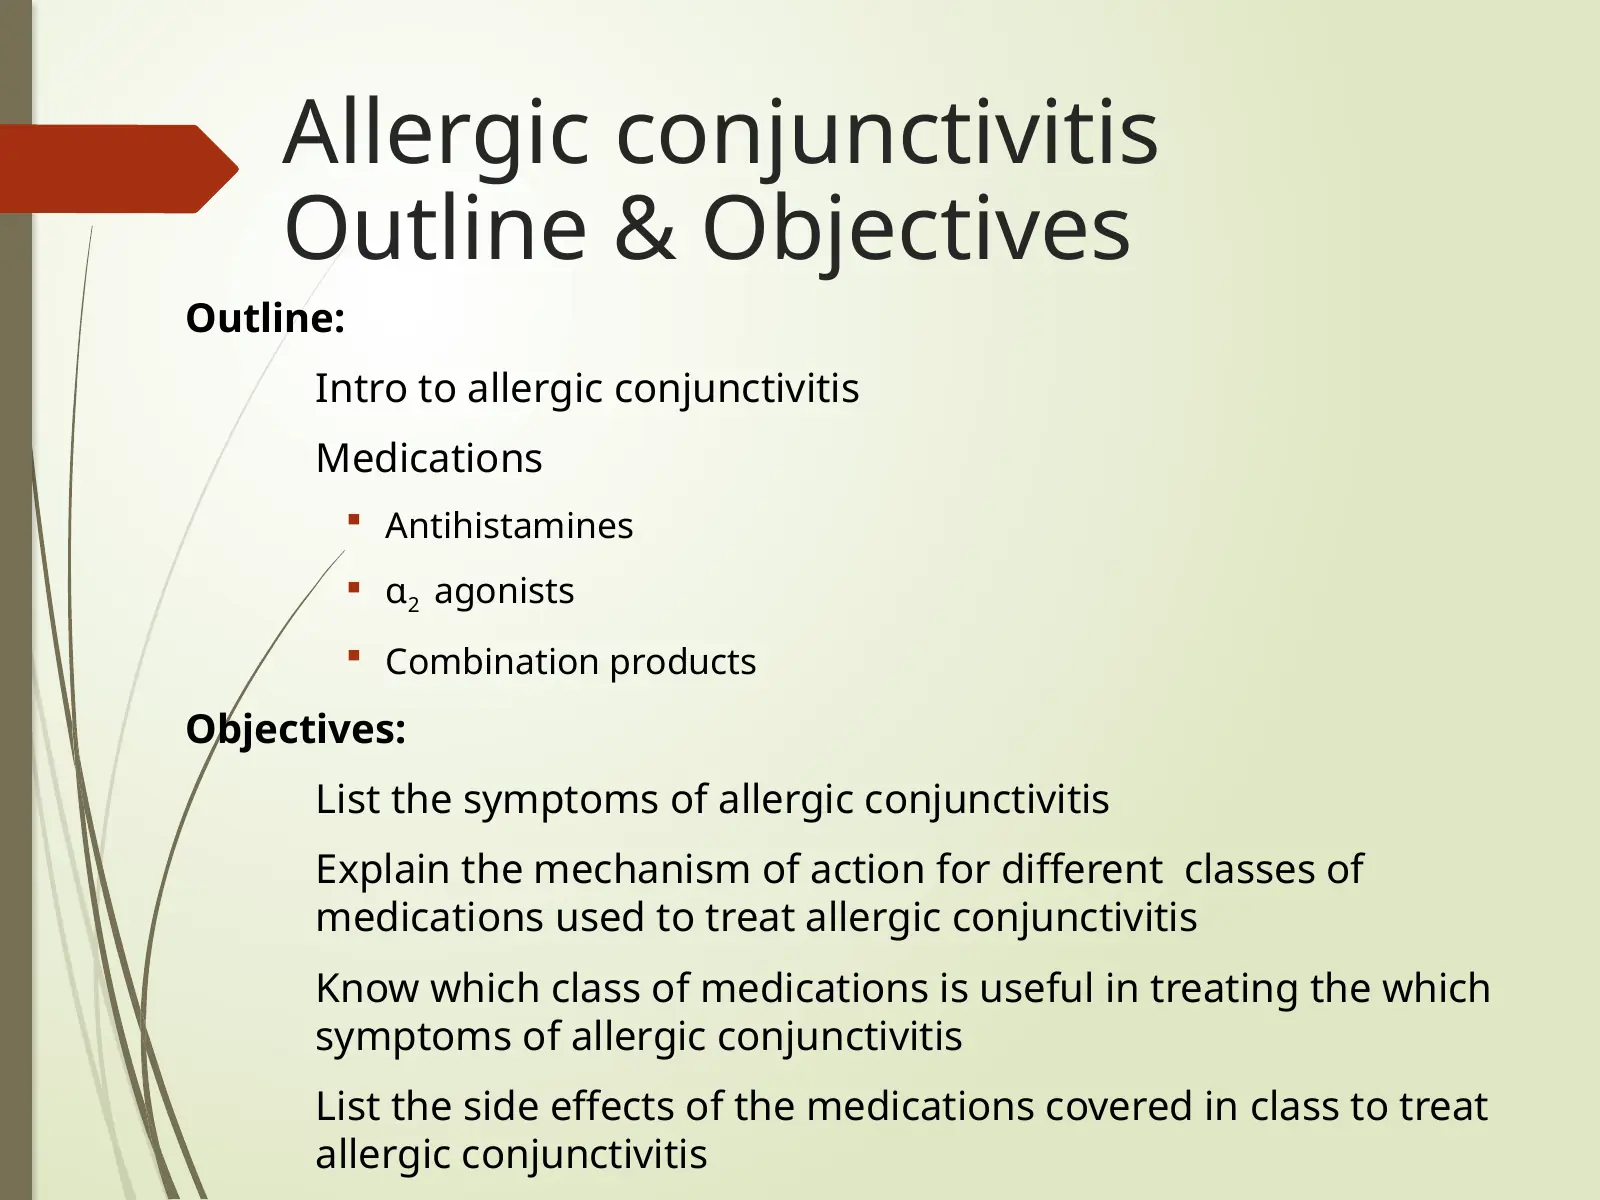 Allergic conjunctivitis
Outline & Objectives
Outline:
Intro to allergic conjunctivitis
Medications
▪ Antihistamines
▪ α₂ agonists
▪ Combination products
Objectives:
List the symptoms of allergic conjunctivitis
Explain the mechanism of action for different  classes of
medications used to treat allergic conjunctivitis
Know which class of medications is useful in treating the which
symptoms of allergic conjunctivitis
List the side effects of the medications covered in class to treat
allergic conjunctivitis